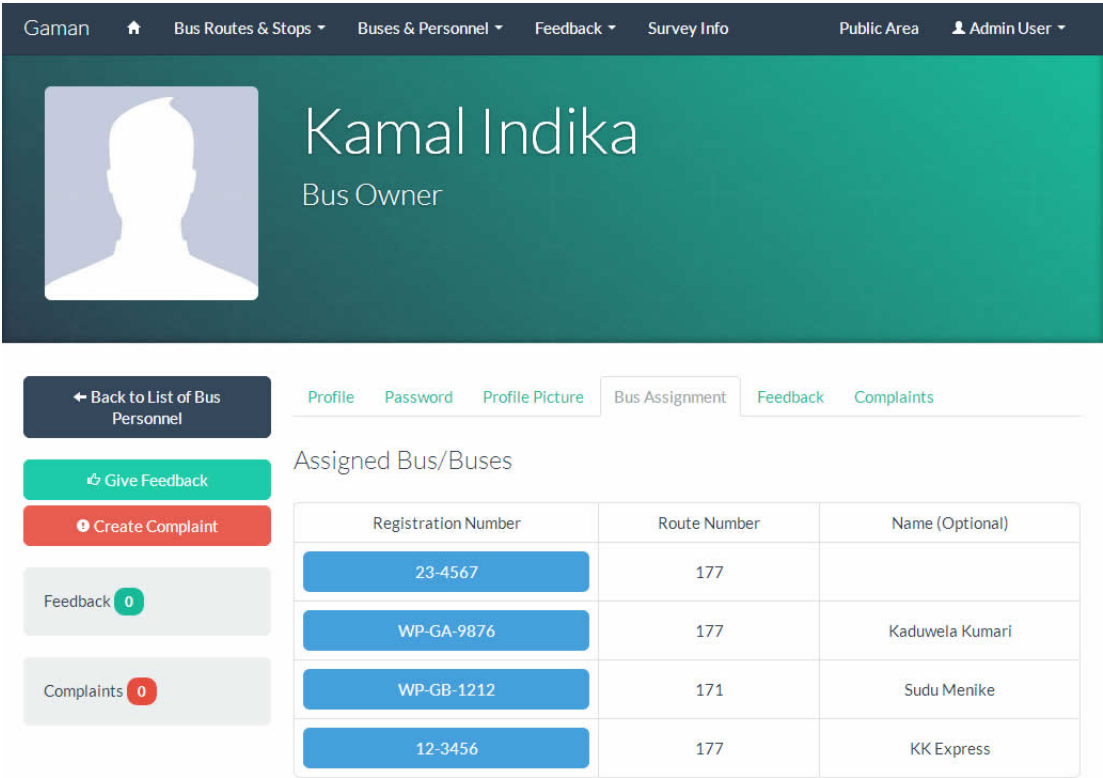 Gaman Bus Routes & Stops Buses & Personnel Feedback Survey Info Public Area Admin User
Kamal Indika
Bus Owner
Back to List of Bus
Personnel
Give Feedback
Create Complaint
Feedback 0
Complaints 0
Profile Password Profile Picture Bus Assignment Feedback Complaints
Assigned Bus/Buses
Registration Number Route Number Name (Optional)
23-4567 177
WP-GA-9876 177 Kaduwela Kumari
WP-GB-1212 171 Sudu Menike
12-3456 177 KK Express